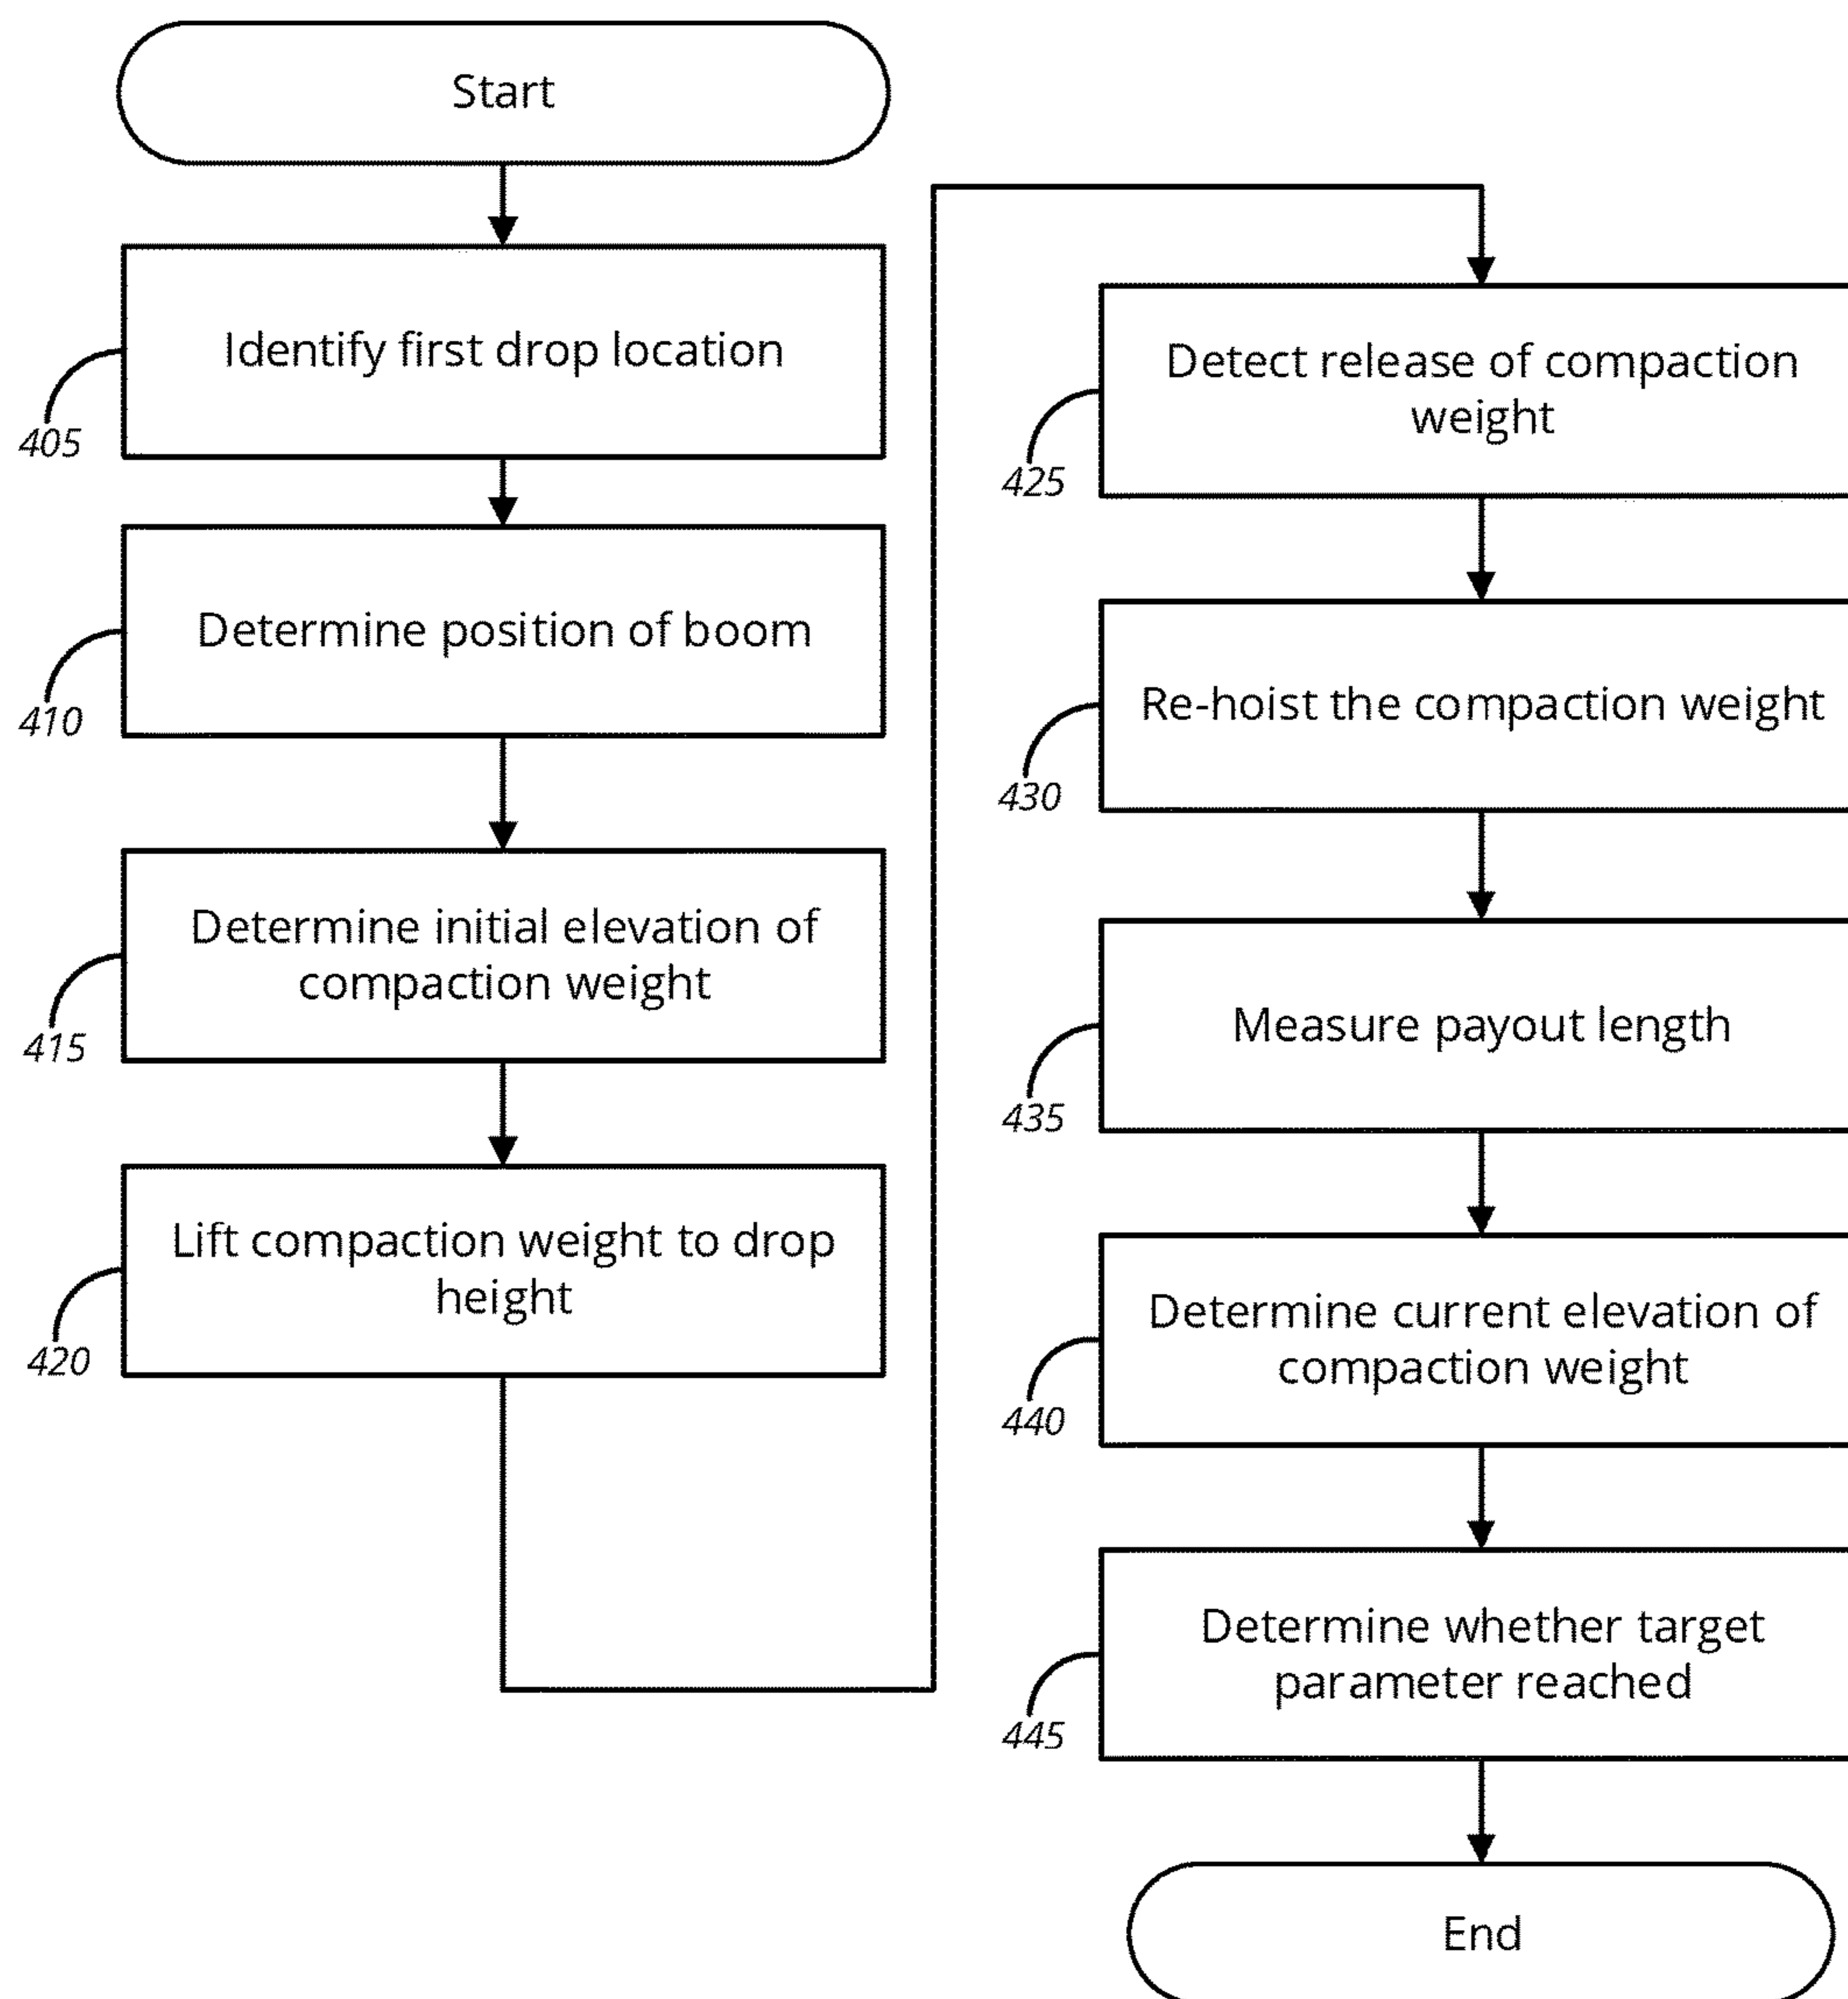 Start
Identify first drop location
405
Determine position of boom
410
Determine initial elevation of
compaction weight
415
Lift compaction weight to drop
height
420
Detect release of compaction
weight
425
Re-hoist the compaction weight
430
Measure payout length
435
Determine current elevation of
compaction weight
440
Determine whether target
parameter reached
445
End